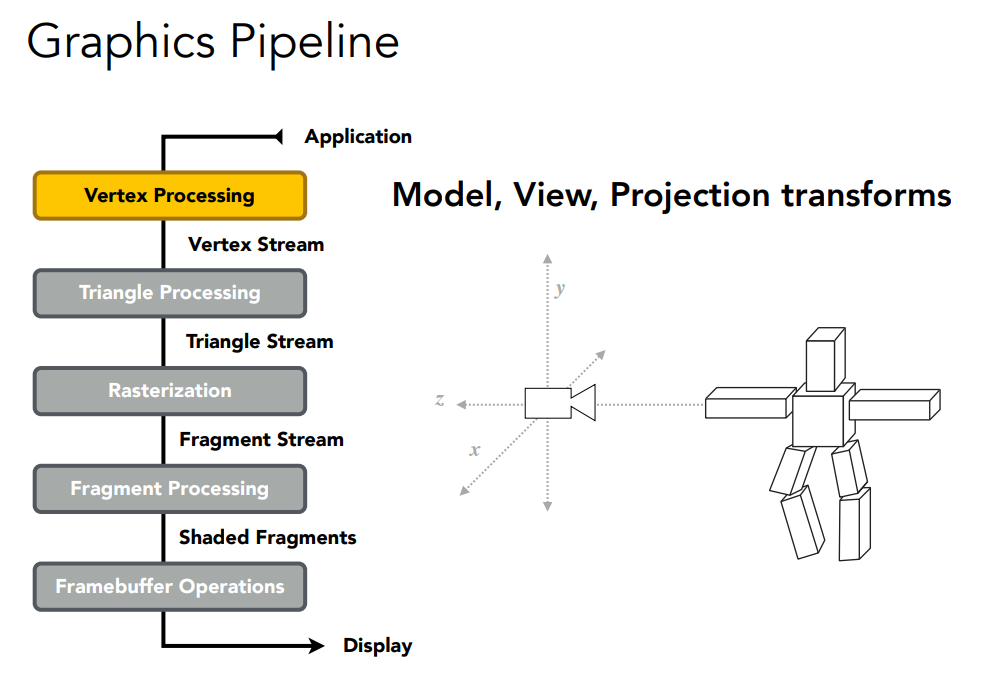 Graphics Pipeline
Application
Vertex Processing
Model, View, Projection transforms
Vertex Stream
Triangle Processing
y
Triangle Stream
Rasterization
z
Fragment Stream
x
Fragment Processing
Shaded Fragments
Framebuffer Operations
Display